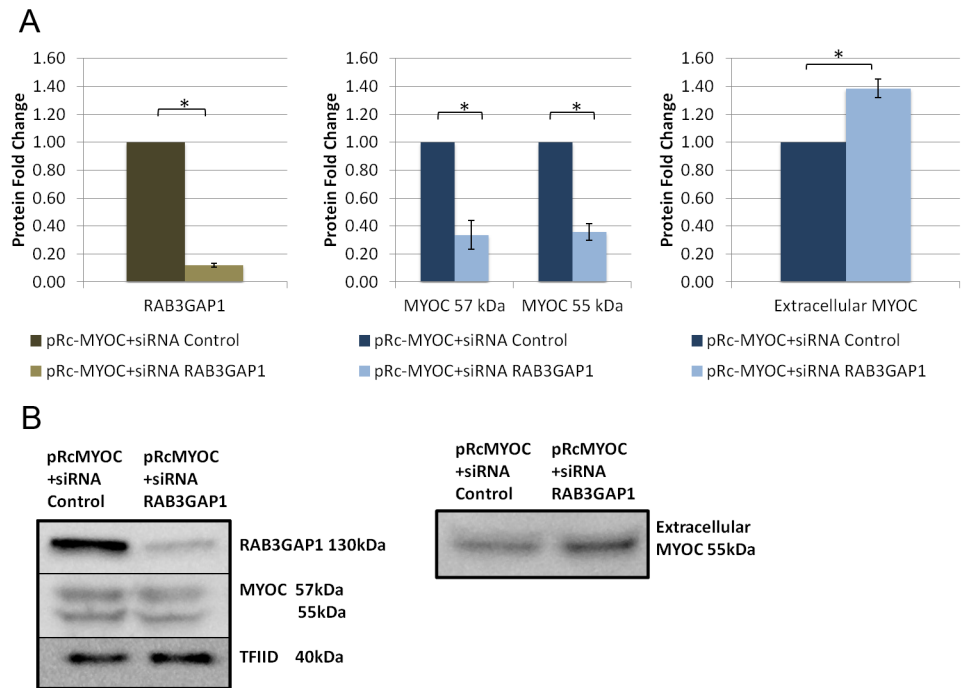 A
Protein Fold Change
1.60
1.40
1.20
1.00
0.80
0.60
0.40
0.20
0.00
*
RAB3GAP1
pRc-MYOC+siRNA Control
pRc-MYOC+siRNA RAB3GAP1
Protein Fold Change
1.60
1.40
1.20
1.00
0.80
0.60
0.40
0.20
0.00
* *
MYOC 57 kDa MYOC 55 kDa
pRc-MYOC+siRNA Control
pRc-MYOC+siRNA RAB3GAP1
Protein Fold Change
1.60
1.40
1.20
1.00
0.80
0.60
0.40
0.20
0.00
*
Extracellular MYOC
pRc-MYOC+siRNA Control
pRc-MYOC+siRNA RAB3GAP1
B
pRcMYOC
+siRNA
Control
pRcMYOC
+siRNA
RAB3GAP1
RAB3GAP1 130kDa
MYOC 57kDa
55kDa
TFIID 40kDa
pRcMYOC
+siRNA
Control
pRcMYOC
+siRNA
RAB3GAP1
Extracellular
MYOC 55kDa